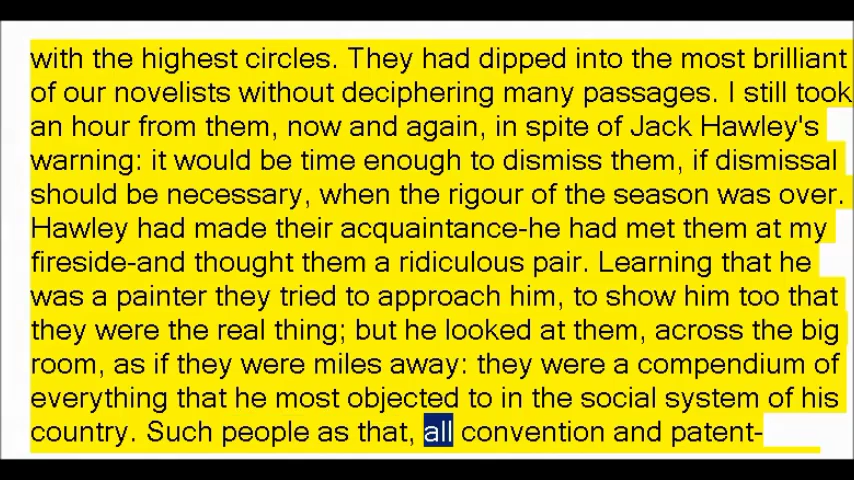 with the highest circles. They had dipped into the most brilliant
of our novelists without deciphering many passages. I still took
an hour from them, now and again, in spite of Jack Hawley's
warning: it would be time enough to dismiss them, if dismissal
should be necessary, when the rigour of the season was over.
Hawley had made their acquaintance-he had met them at my
fireside-and thought them a ridiculous pair. Learning that he
was a painter they tried to approach him, to show him too that
they were the real thing; but he looked at them, across the big
room, as if they were miles away: they were a compendium of
everything that he most objected to in the social system of his
country. Such people as that, all convention and patent-